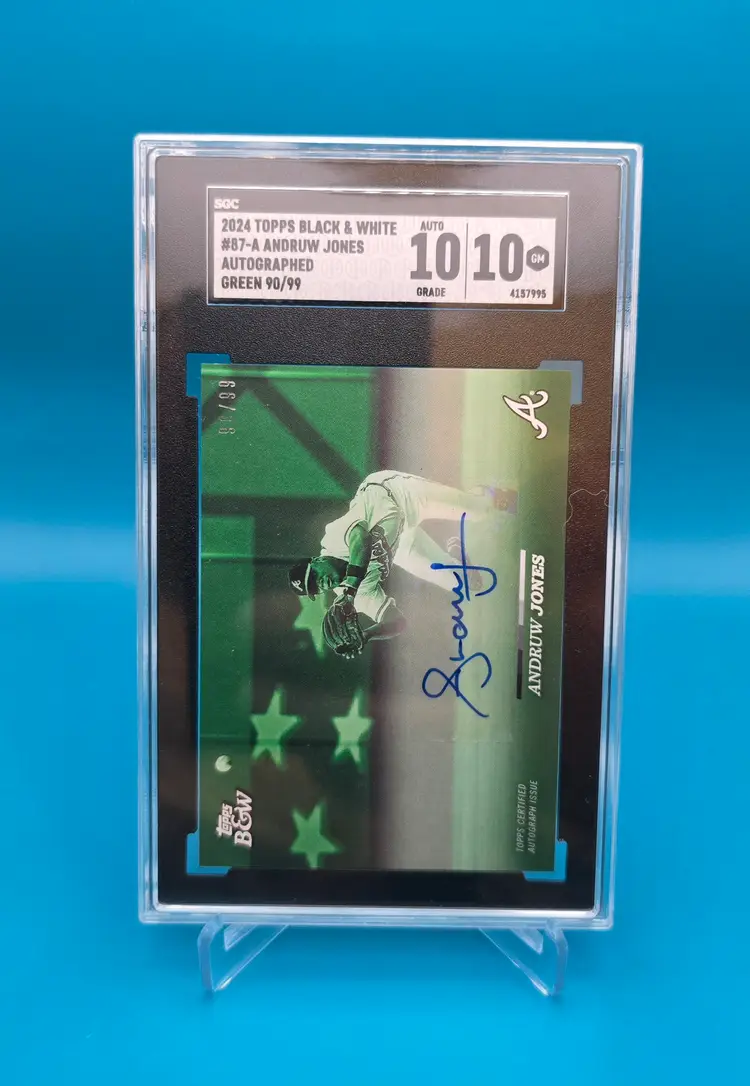 SGC
2024 TOPPS BLACK & WHITE
#87-A ANDRUW JONES
AUTOGRAPHED
GREEN 90/99
AUTO
10
GRADE
10 GM
4157995
90/99
A
ANDRUW JONES
TOPPS CERTIFIED
AUTOGRAPH ISSUE
topps
B&W